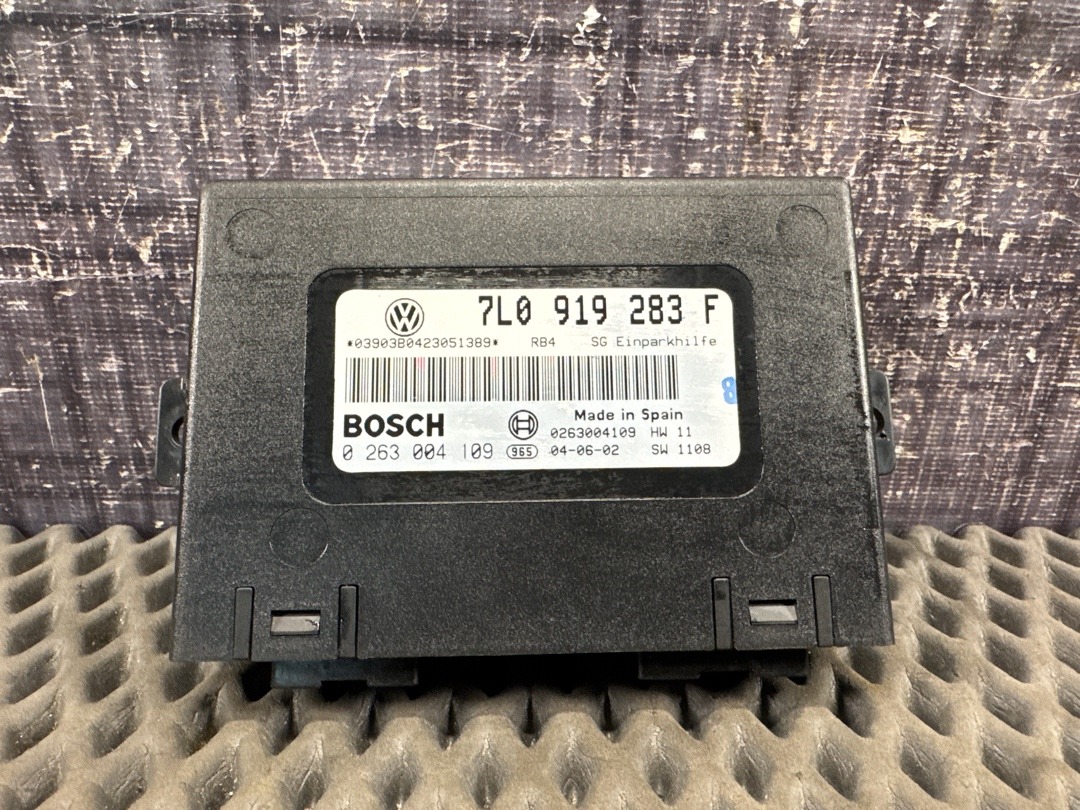 7L0 919 283 F
*03903B0423051389* RB4 SG Einparkhilfe
8
BOSCH Made in Spain
0263004109 HW 11
0 263 004 109 965 04-06-02 SW 1108